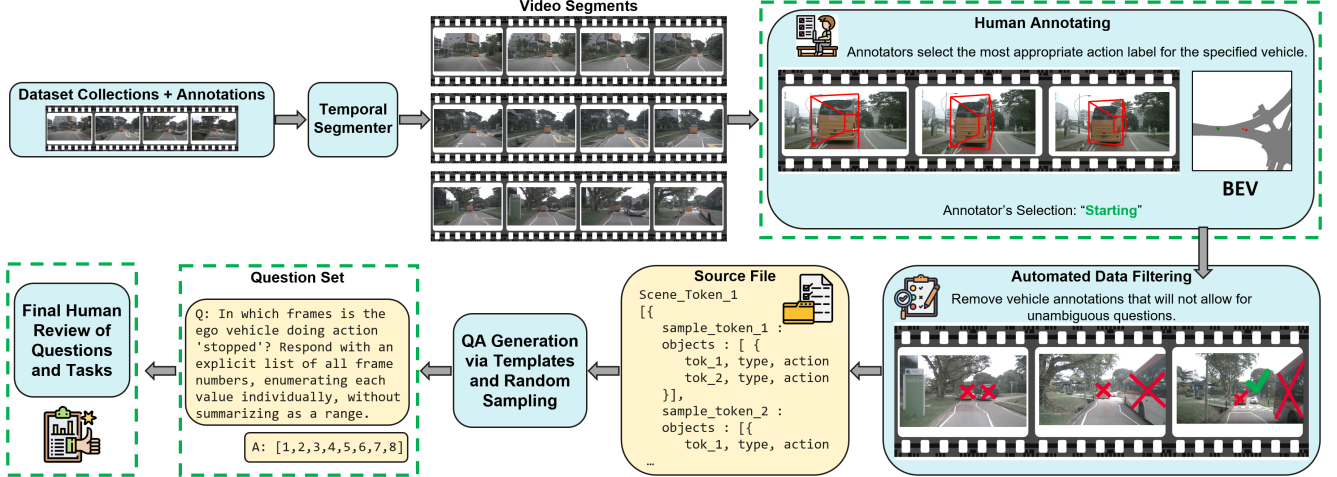 Video Segments
Dataset Collections + Annotations
Temporal
Segmenter
Human Annotating
Annotators select the most appropriate action label for the specified vehicle.
BEV
Annotator's Selection: "Starting"
Automated Data Filtering
Remove vehicle annotations that will not allow for
unambiguous questions.
Source File
Scene_Token_1
[{
sample_token_1 :
objects : [ {
tok_1, type, action
tok_2, type, action
}],
sample_token_2 :
objects : [{
tok_1, type, action
…
QA Generation
via Templates
and Random
Sampling
Question Set
Q: In which frames is the
ego vehicle doing action
'stopped'? Respond with an
explicit list of all frame
numbers, enumerating each
value individually, without
summarizing as a range.
A: [1,2,3,4,5,6,7,8]
Final Human
Review of
Questions
and Tasks